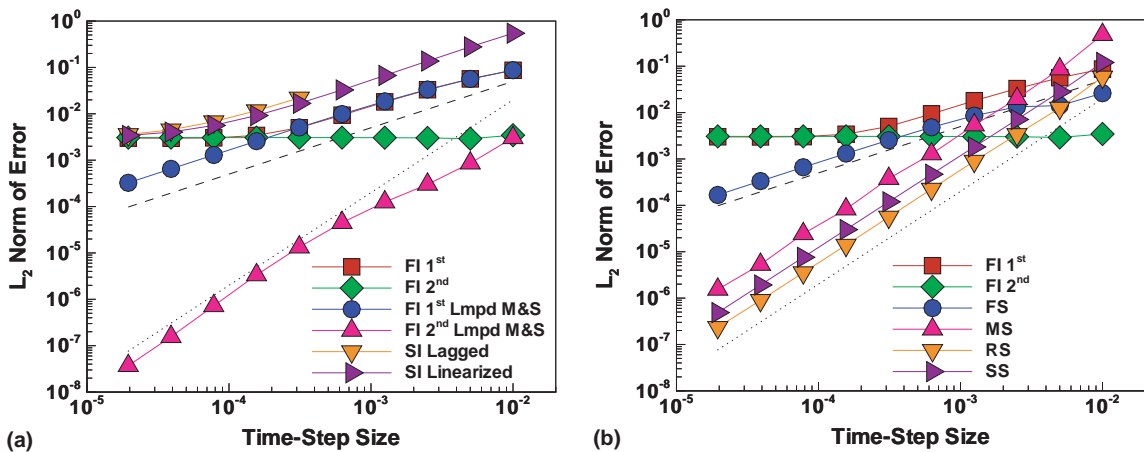 (a)
L2 Norm of Error
10^0
10^-1
10^-2
10^-3
10^-4
10^-5
10^-6
10^-7
10^-8
FI 1st
FI 2nd
FI 1st Lmpd M&S
FI 2nd Lmpd M&S
SI Lagged
SI Linearized
10^-5
10^-4
10^-3
10^-2
Time-Step Size
(b)
L2 Norm of Error
10^0
10^-1
10^-2
10^-3
10^-4
10^-5
10^-6
10^-7
10^-8
FI 1st
FI 2nd
FS
MS
RS
SS
10^-5
10^-4
10^-3
10^-2
Time-Step Size